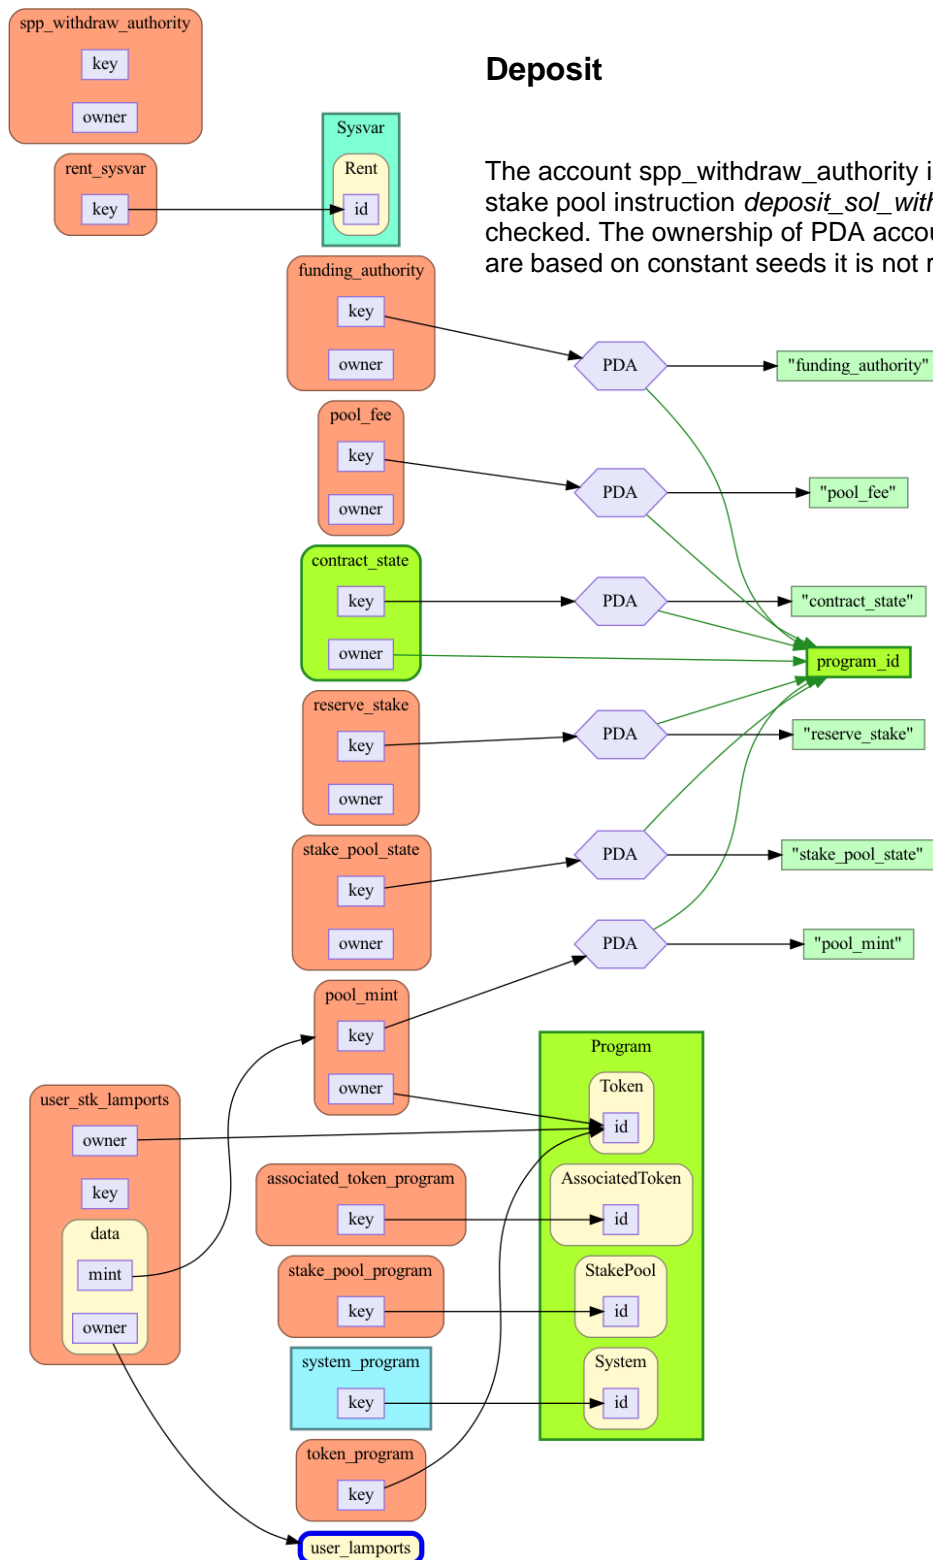 spp_withdraw_authority
key
owner
Deposit
The account spp_withdraw_authority i
stake pool instruction deposit_sol_with
checked. The ownership of PDA accou
are based on constant seeds it is not r
rent_sysvar
key
Sysvar
Rent
id
funding_authority
key
owner
PDA
"funding_authority"
pool_fee
key
owner
PDA
"pool_fee"
contract_state
key
owner
PDA
"contract_state"
program_id
reserve_stake
key
owner
PDA
"reserve_stake"
stake_pool_state
key
owner
PDA
"stake_pool_state"
PDA
"pool_mint"
pool_mint
key
owner
user_stk_lamports
owner
key
data
mint
owner
Program
Token
id
associated_token_program
key
AssociatedToken
id
stake_pool_program
key
StakePool
id
system_program
key
System
id
token_program
key
user_lamports